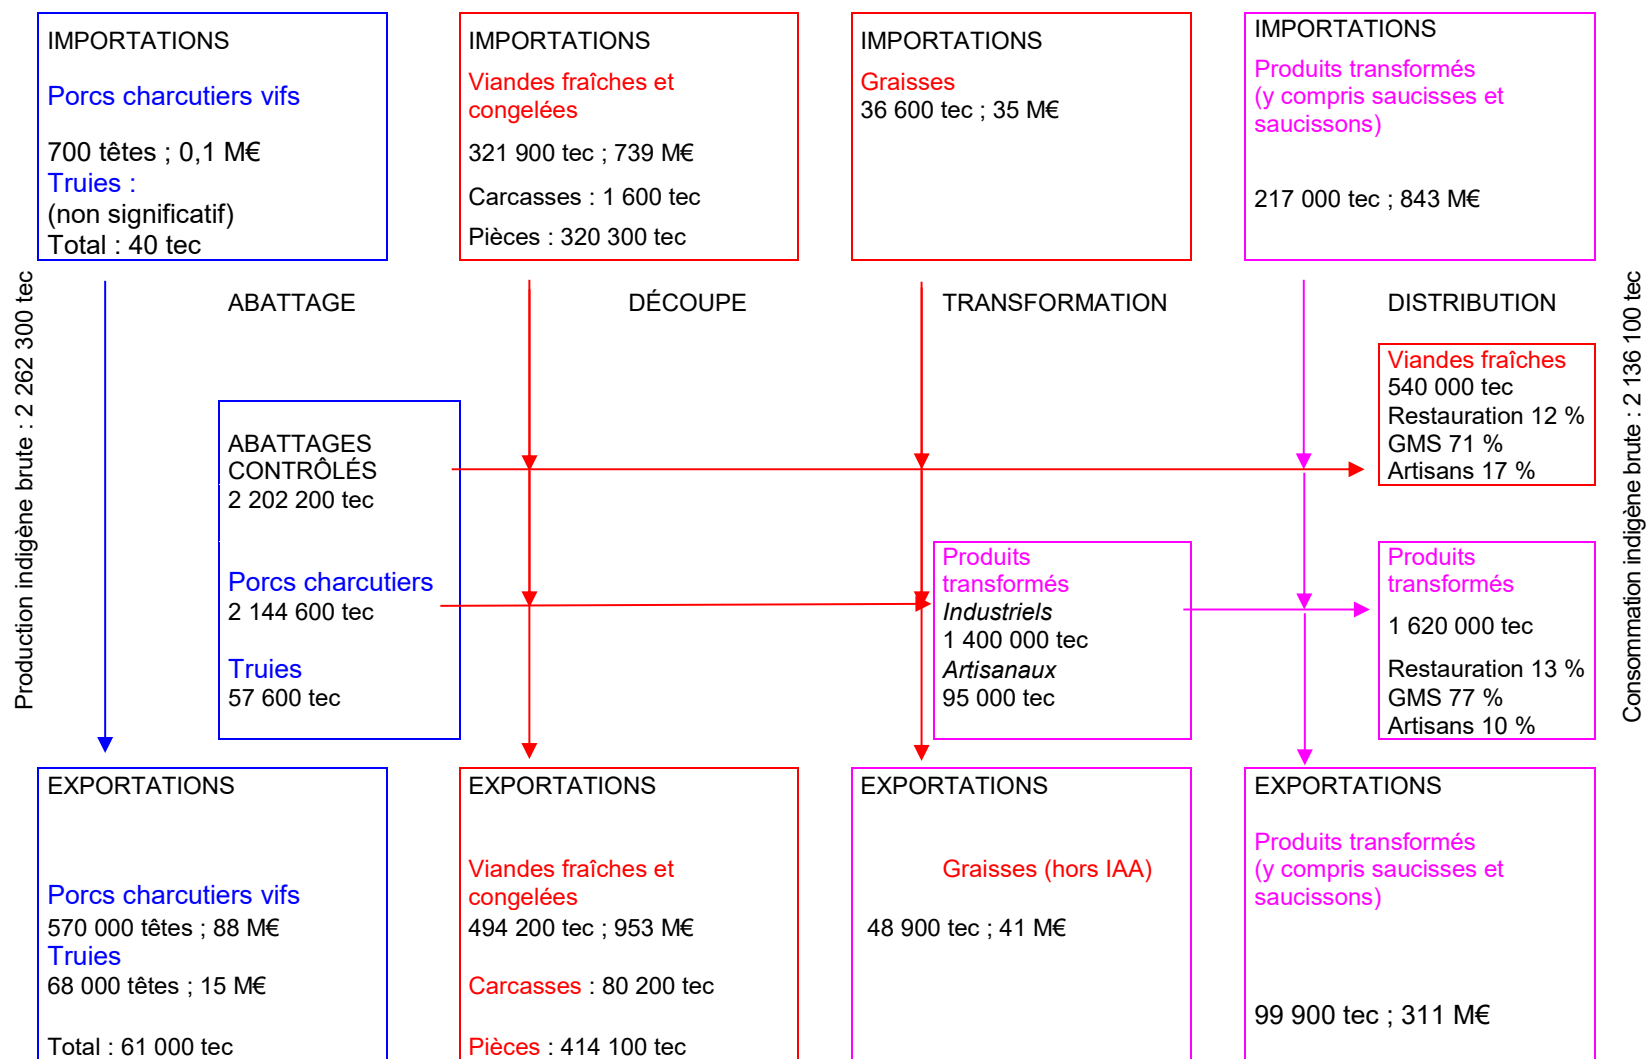 IMPORTATIONS
Porcs charcutiers vifs
700 têtes ; 0,1 M€
Truies :
(non significatif)
Total : 40 tec
IMPORTATIONS
Viandes fraîches et
congelées
321 900 tec ; 739 M€
Carcasses : 1 600 tec
Pièces : 320 300 tec
IMPORTATIONS
Graisses
36 600 tec ; 35 M€
IMPORTATIONS
Produits transformés
(y compris saucisses et
saucissons)
217 000 tec ; 843 M€
Production indigène brute : 2 262 300 tec
ABATTAGE
DÉCOUPE
TRANSFORMATION
DISTRIBUTION
Consommation indigène brute : 2 136 100 tec
ABATTAGES
CONTRÔLÉS
2 202 200 tec
Porcs charcutiers
2 144 600 tec
Truies
57 600 tec
Viandes fraîches
540 000 tec
Restauration 12 %
GMS 71 %
Artisans 17 %
Produits
transformés
Industriels
1 400 000 tec
Artisanaux
95 000 tec
Produits
transformés
1 620 000 tec
Restauration 13 %
GMS 77 %
Artisans 10 %
EXPORTATIONS
Porcs charcutiers vifs
570 000 têtes ; 88 M€
Truies
68 000 têtes ; 15 M€
Total : 61 000 tec
EXPORTATIONS
Viandes fraîches et
congelées
494 200 tec ; 953 M€
Carcasses : 80 200 tec
Pièces : 414 100 tec
EXPORTATIONS
Graisses (hors IAA)
48 900 tec ; 41 M€
EXPORTATIONS
Produits transformés
(y compris saucisses et
saucissons)
99 900 tec ; 311 M€